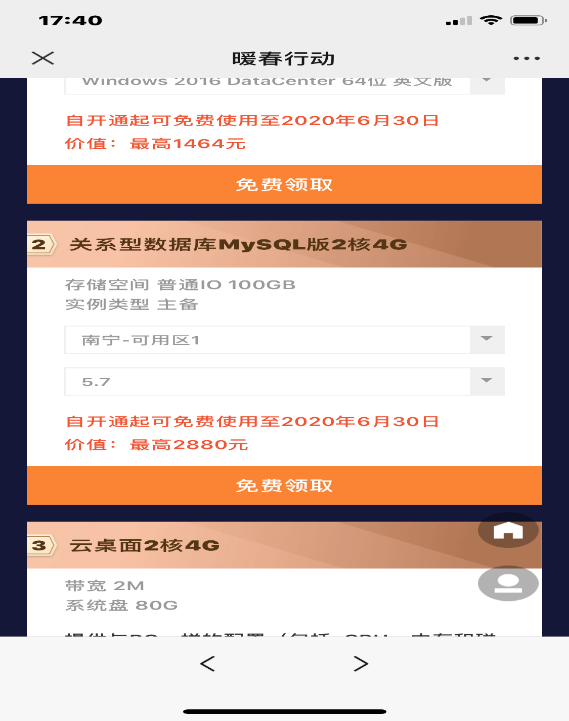 17:40
暖春行动
Windows 2016 DataCenter 64位 英文版
自开通起可免费使用至2020年6月30日
价值：最高1464元
免费领取
2 关系型数据库MySQL版2核4G
存储空间 普通IO 100GB
实例类型 主备
南宁-可用区1
5.7
自开通起可免费使用至2020年6月30日
价值：最高2880元
免费领取
3 云桌面2核4G
带宽 2M
系统盘 80G